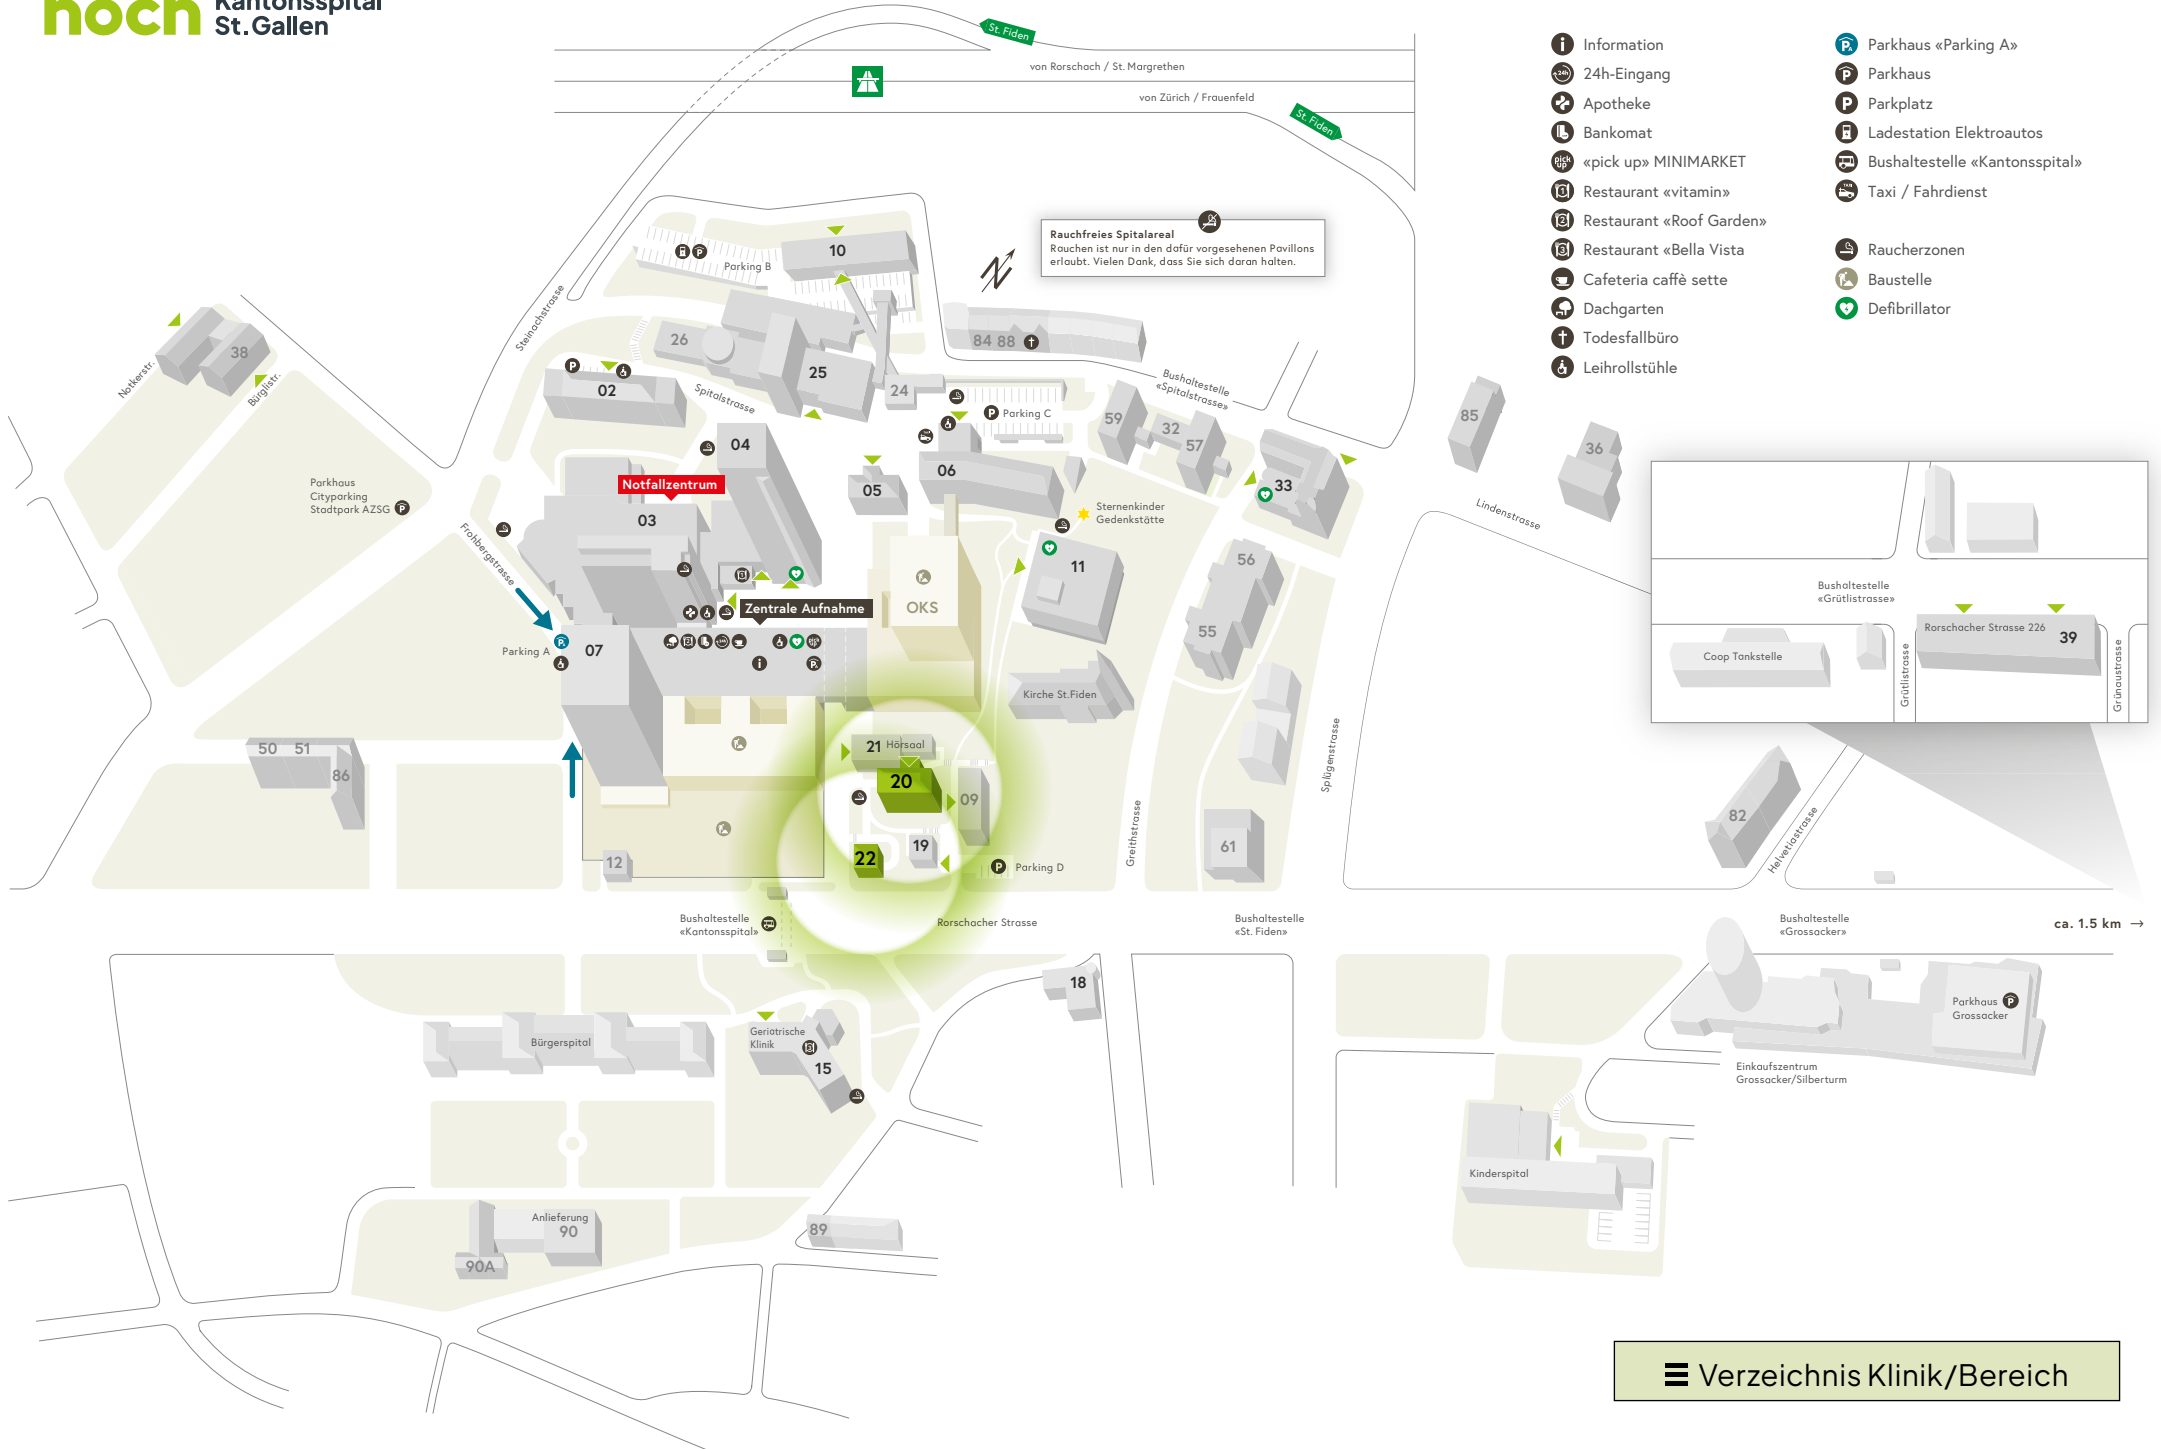 noch Kantonsspital
St.Gallen
St. Fiden
von Rorschach / St. Margrethen
von Zürich / Frauenfeld
St. Fiden
i Information
24h 24h-Eingang
Apotheke
Bankomat
pick up «pick up» MINIMARKET
1 Restaurant «vitamin»
2 Restaurant «Roof Garden»
3 Restaurant «Bella Vista
Cafeteria caffè sette
Dachgarten
Todesfallbüro
Leihrollstühle
P A Parkhaus «Parking A»
P Parkhaus
P Parkplatz
Ladestation Elektroautos
Bushaltestelle «Kantonsspital»
TAXI Taxi / Fahrdienst
Raucherzonen
Baustelle
Defibrillator
Rauchfreies Spitalareal
Rauchen ist nur in den dafür vorgesehenen Pavillons
erlaubt. Vielen Dank, dass Sie sich daran halten.
N
10
P
Parking B
Steinachstrasse
26
84 88
38
Notkerstr.
Bürglistr.
P
02
25
24
Spitalstrasse
Bushaltestelle
«Spitalstrasse»
P Parking C
59
32
57
85
36
04
06
05
33
Notfallzentrum
03
Parkhaus
Cityparking
Stadtpark AZSG P
Sternenkinder
Gedenkstätte
Lindenstrasse
Frohbergstrasse
11
56
OKS
Zentrale Aufnahme
55
Bushaltestelle
«Grütlistrasse»
Rorschacher Strasse 226
39
Coop Tankstelle
Grütlistrasse
Grünaustrasse
Parking A
07
Kirche St.Fiden
50 51
86
21 Hörsaal
20
09
Splügenstrasse
Greithstrasse
82
Helvetiastrasse
61
12
22
19
P Parking D
Bushaltestelle
«Kantonsspital»
Rorschacher Strasse
Bushaltestelle
«St. Fiden»
Bushaltestelle
«Grossacker»
ca. 1.5 km →
18
Parkhaus P
Grossacker
Bürgerspital
Geriatrische
Klinik
15
Einkaufszentrum
Grossacker/Silberturm
Kinderspital
Anlieferung
90
90A
89
Verzeichnis Klinik/Bereich